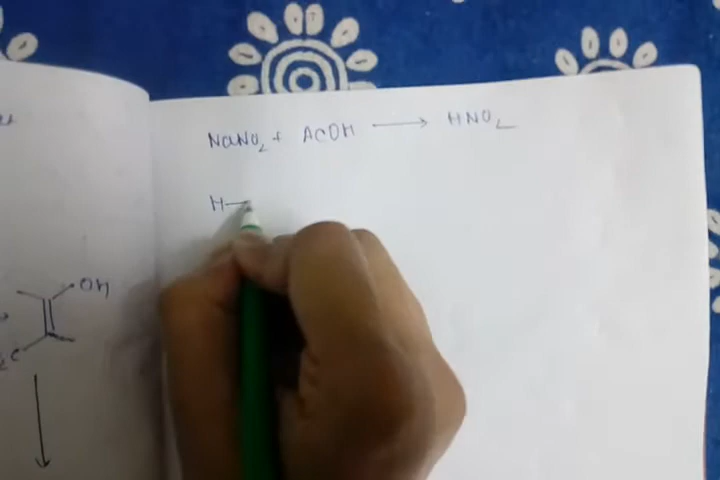 NaNO₂ + ACOH ⟶ HNO₂
H—
OH